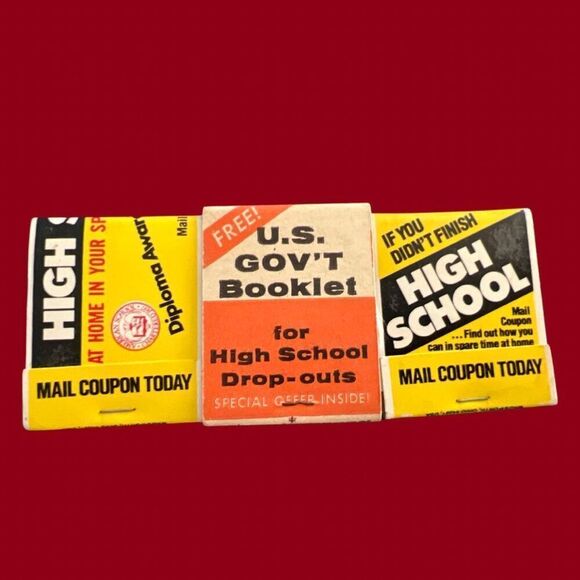 HIGH S
AT HOME IN YOUR SP
Diploma Awar
Mail
MAIL COUPON TODAY
FREE!
U.S.
GOV'T
Booklet
for
High School
Drop-outs
SPECIAL OFFER INSIDE!
IF YOU
DIDN'T FINISH
HIGH
SCHOOL
Mail
Coupon
...Find out how you
can in spare time at home
MAIL COUPON TODAY